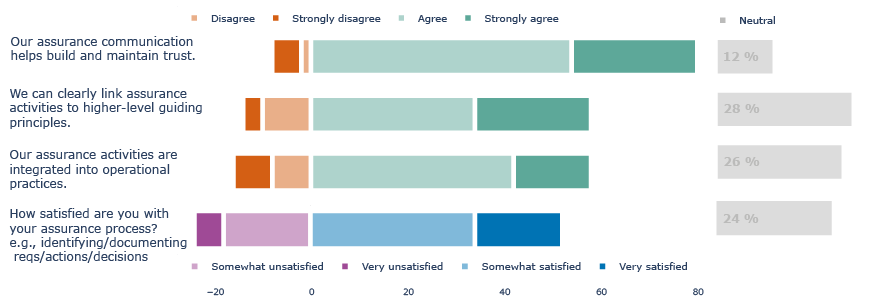 Disagree Strongly disagree Agree Strongly agree Neutral
Our assurance communication
helps build and maintain trust.
12 %
We can clearly link assurance
activities to higher-level guiding
principles.
28 %
Our assurance activities are
integrated into operational
practices.
26 %
How satisfied are you with
your assurance process?
e.g., identifying/documenting
reqs/actions/decisions
24 %
Somewhat unsatisfied Very unsatisfied Somewhat satisfied Very satisfied
−20 0 20 40 60 80